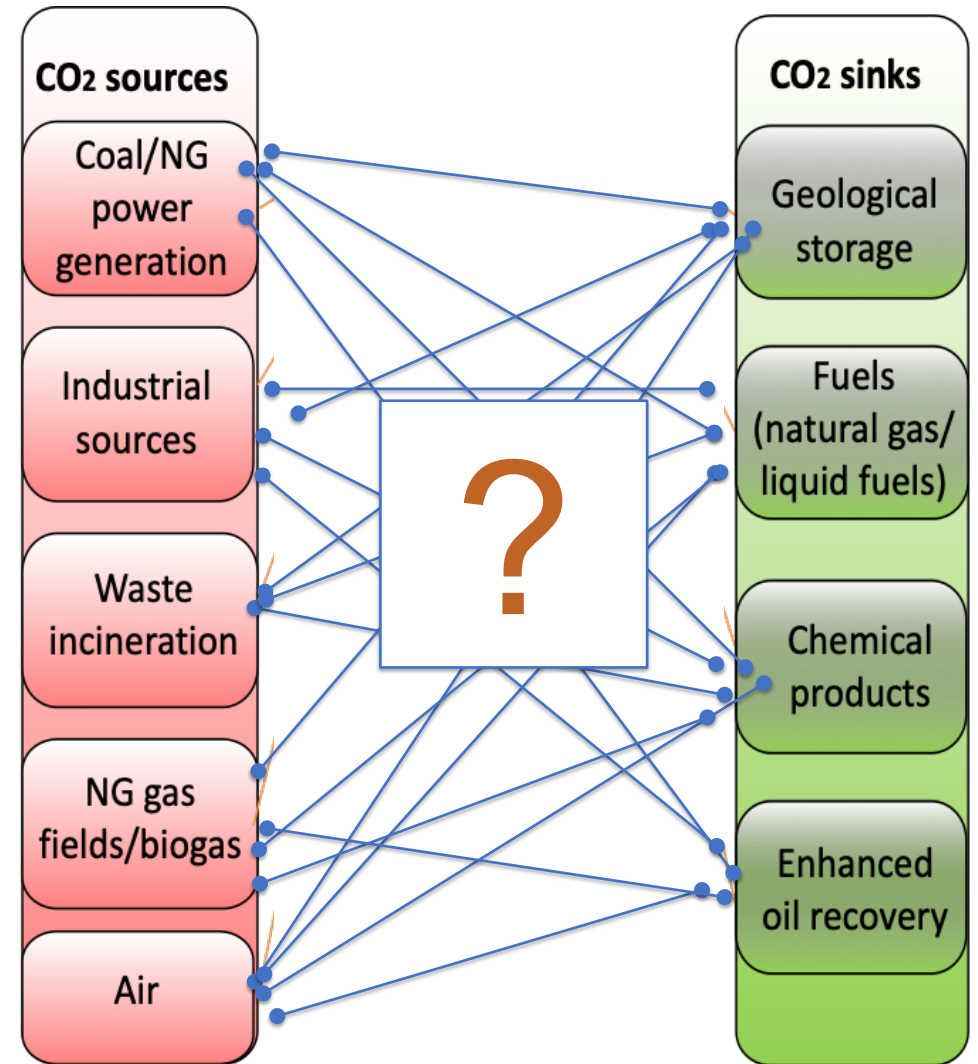 CO2 sources
Coal/NG
power
generation
Industrial
sources
Waste
incineration
NG gas
fields/biogas
Air
?
CO2 sinks
Geological
storage
Fuels
(natural gas/
liquid fuels)
Chemical
products
Enhanced
oil recovery